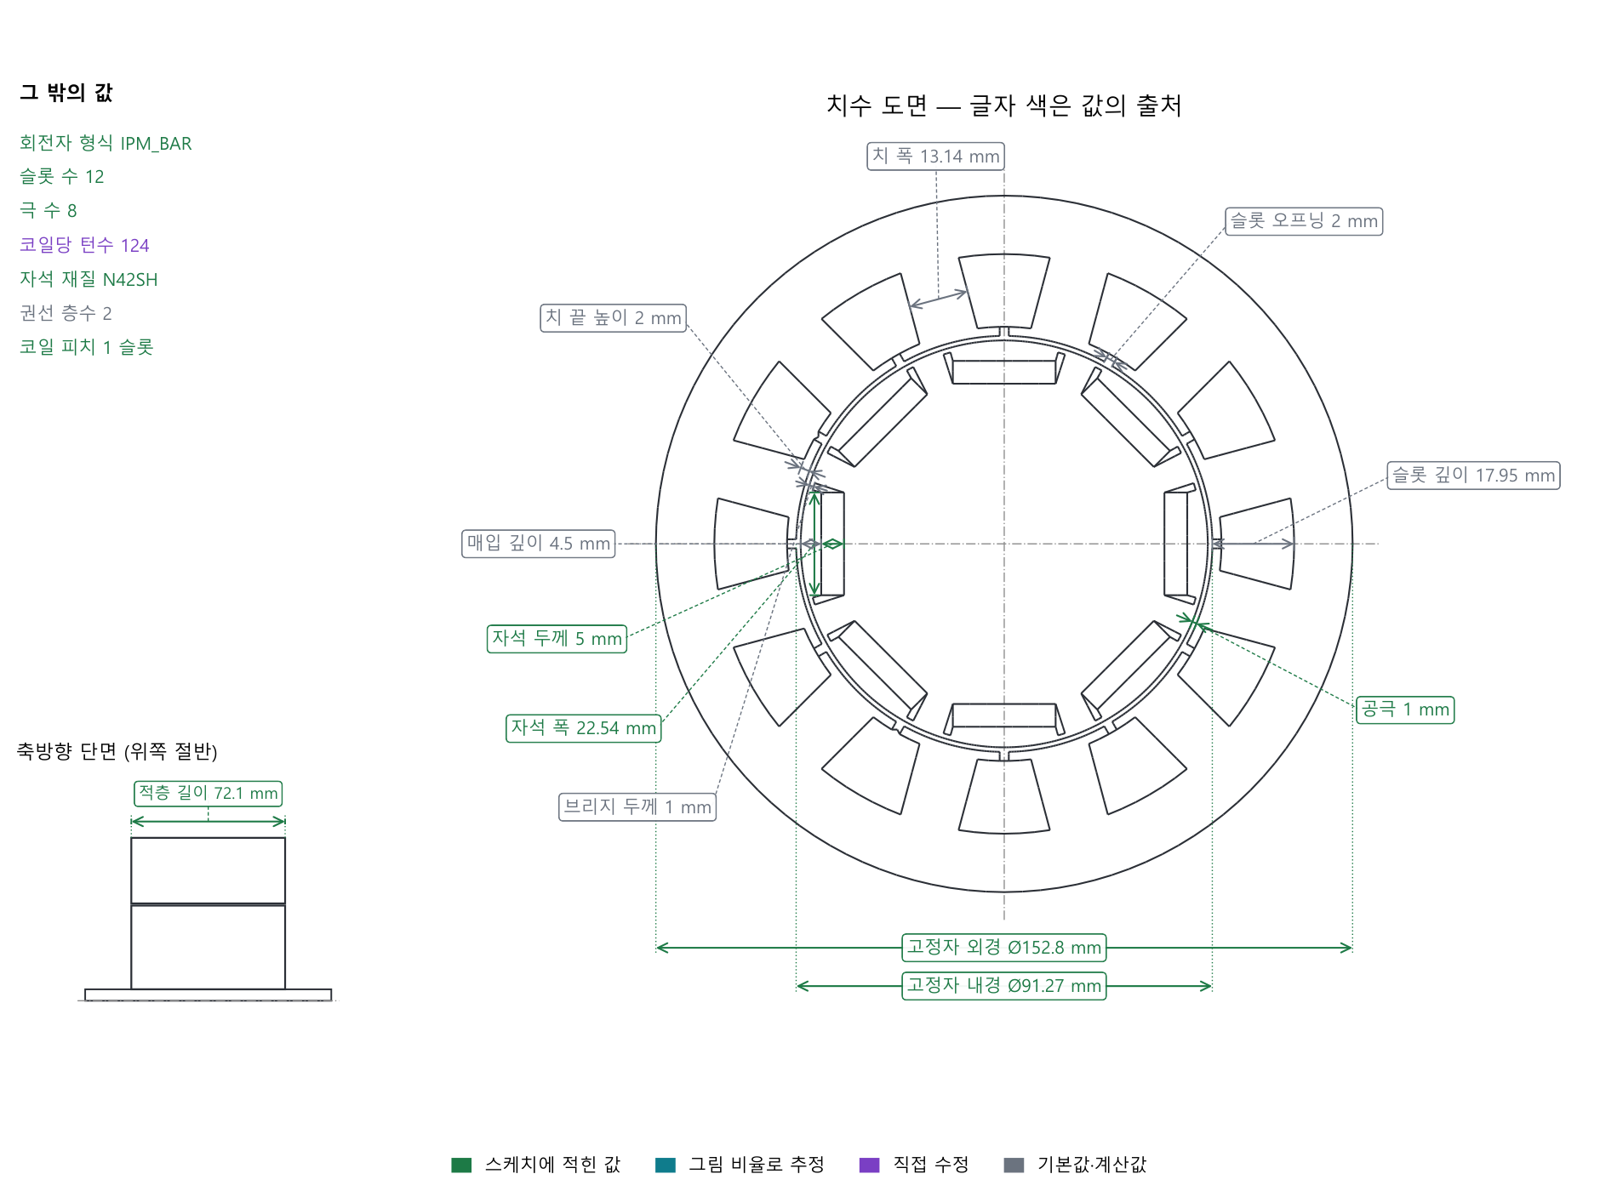 그 밖의 값
회전자 형식 IPM_BAR
슬롯 수 12
극 수 8
코일당 턴수 124
자석 재질 N42SH
권선 층수 2
코일 피치 1 슬롯
치수 도면 — 글자 색은 값의 출처
치 폭 13.14 mm
슬롯 오프닝 2 mm
치 끝 높이 2 mm
슬롯 깊이 17.95 mm
매입 깊이 4.5 mm
자석 두께 5 mm
공극 1 mm
자석 폭 22.54 mm
브리지 두께 1 mm
축방향 단면 (위쪽 절반)
적층 길이 72.1 mm
고정자 외경 Ø152.8 mm
고정자 내경 Ø91.27 mm
스케치에 적힌 값
그림 비율로 추정
직접 수정
기본값·계산값